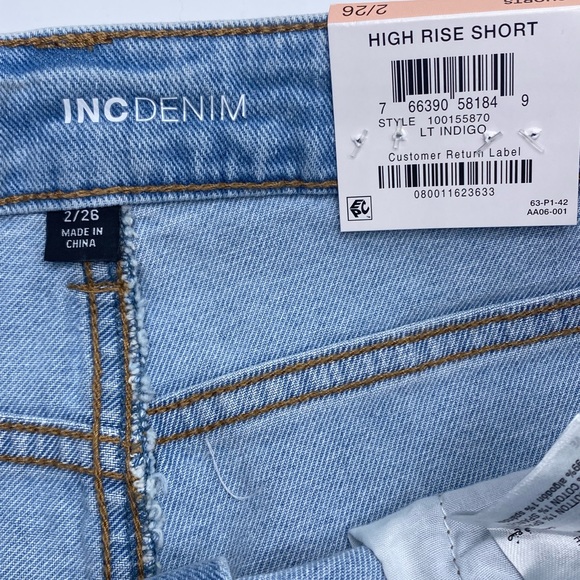 INCDENIM
2/26
MADE IN
CHINA
2/26
SHORTS
HIGH RISE SHORT
7 66390 58184 9
STYLE 100155870
LT INDIGO
Customer Return Label
080011623633
63-P1-42
AA06-001